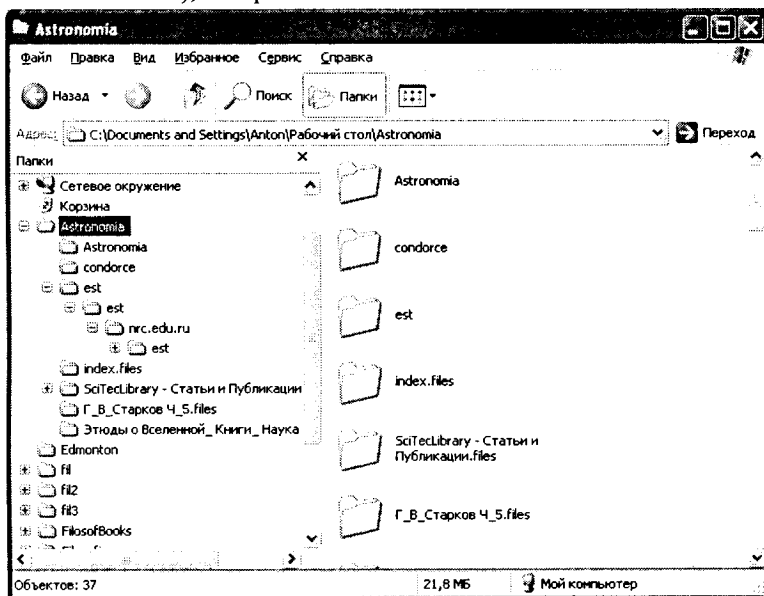 Astronomia
Файл Правка Вид Избранное Сервис Справка
Назад Поиск Папки
Адрес: C:\Documents and Settings\Anton\Рабочий стол\Astronomia Переход
Папки
Сетевое окружение
Корзина
Astronomia
Astronomia
condorce
est
est
nrc.edu.ru
est
index.files
SciTecLibrary - Статьи и Публикации
Г_В_Старков Ч_5.files
Этюды о Вселенной_ Книги_ Наука
Edmonton
fil
fil2
fil3
FilosofBooks
Astronomia
condorce
est
index.files
SciTecLibrary - Статьи и
Публикации.files
Г_В_Старков Ч_5.files
Объектов: 37 21,8 МБ Мой компьютер